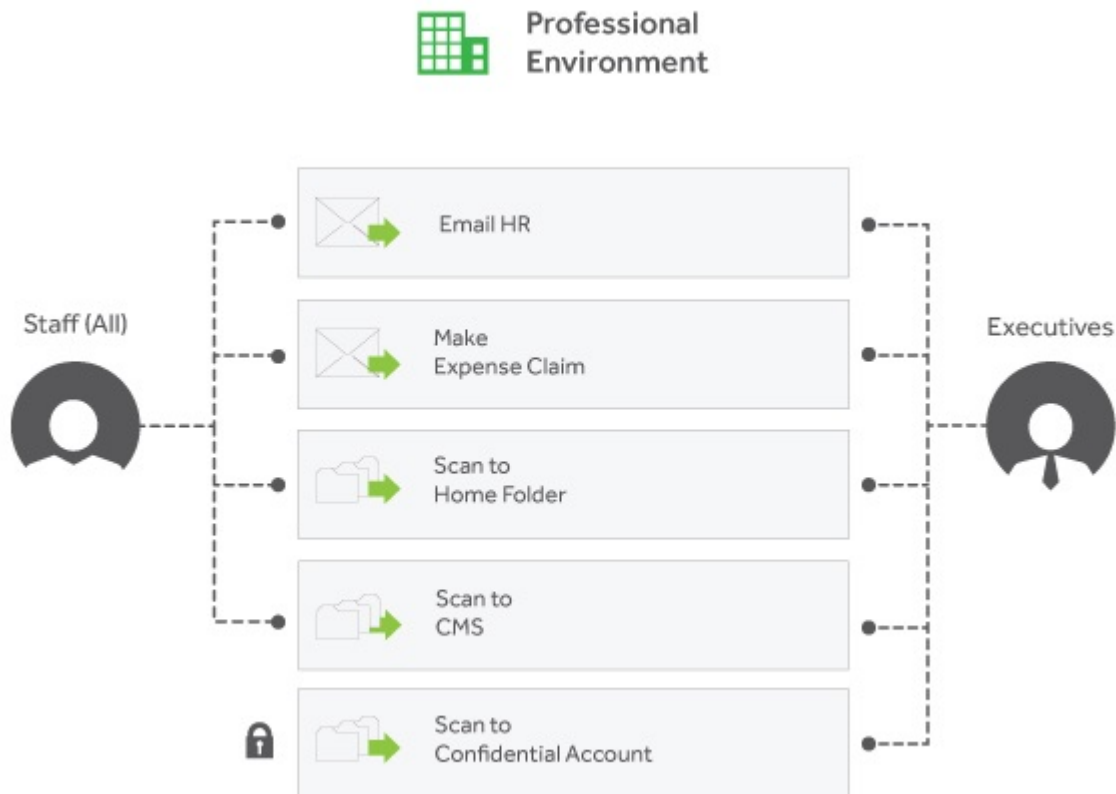 Professional
Environment
Email HR
Staff (All)
Make
Expense Claim
Executives
Scan to
Home Folder
Scan to
CMS
Scan to
Confidential Account